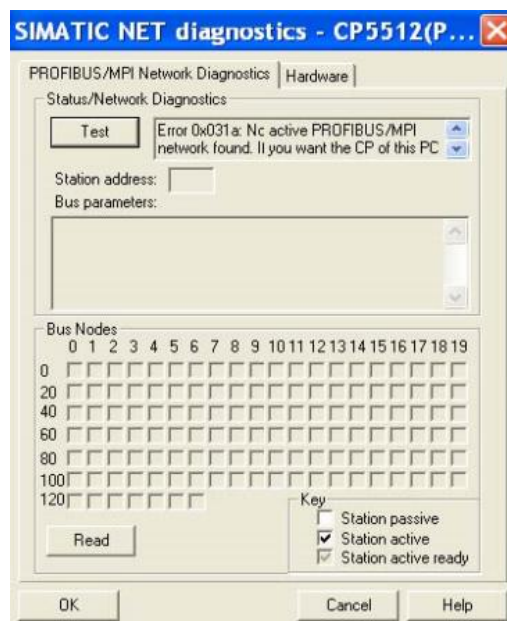 SIMATIC NET diagnostics - CP5512(P...
PROFIBUS/MPI Network Diagnostics Hardware
Status/Network Diagnostics
Test
Error 0x031a: Nc active PROFIBUS/MPI
network found. II you want the CP of this PC
Station address:
Bus parameters:
Bus Nodes
0 1 2 3 4 5 6 7 8 9 10 11 12 13 14 15 16 17 18 19
0
20
40
60
80
100
120
Key
Station passive
Station active
Station active ready
Read
OK Cancel Help